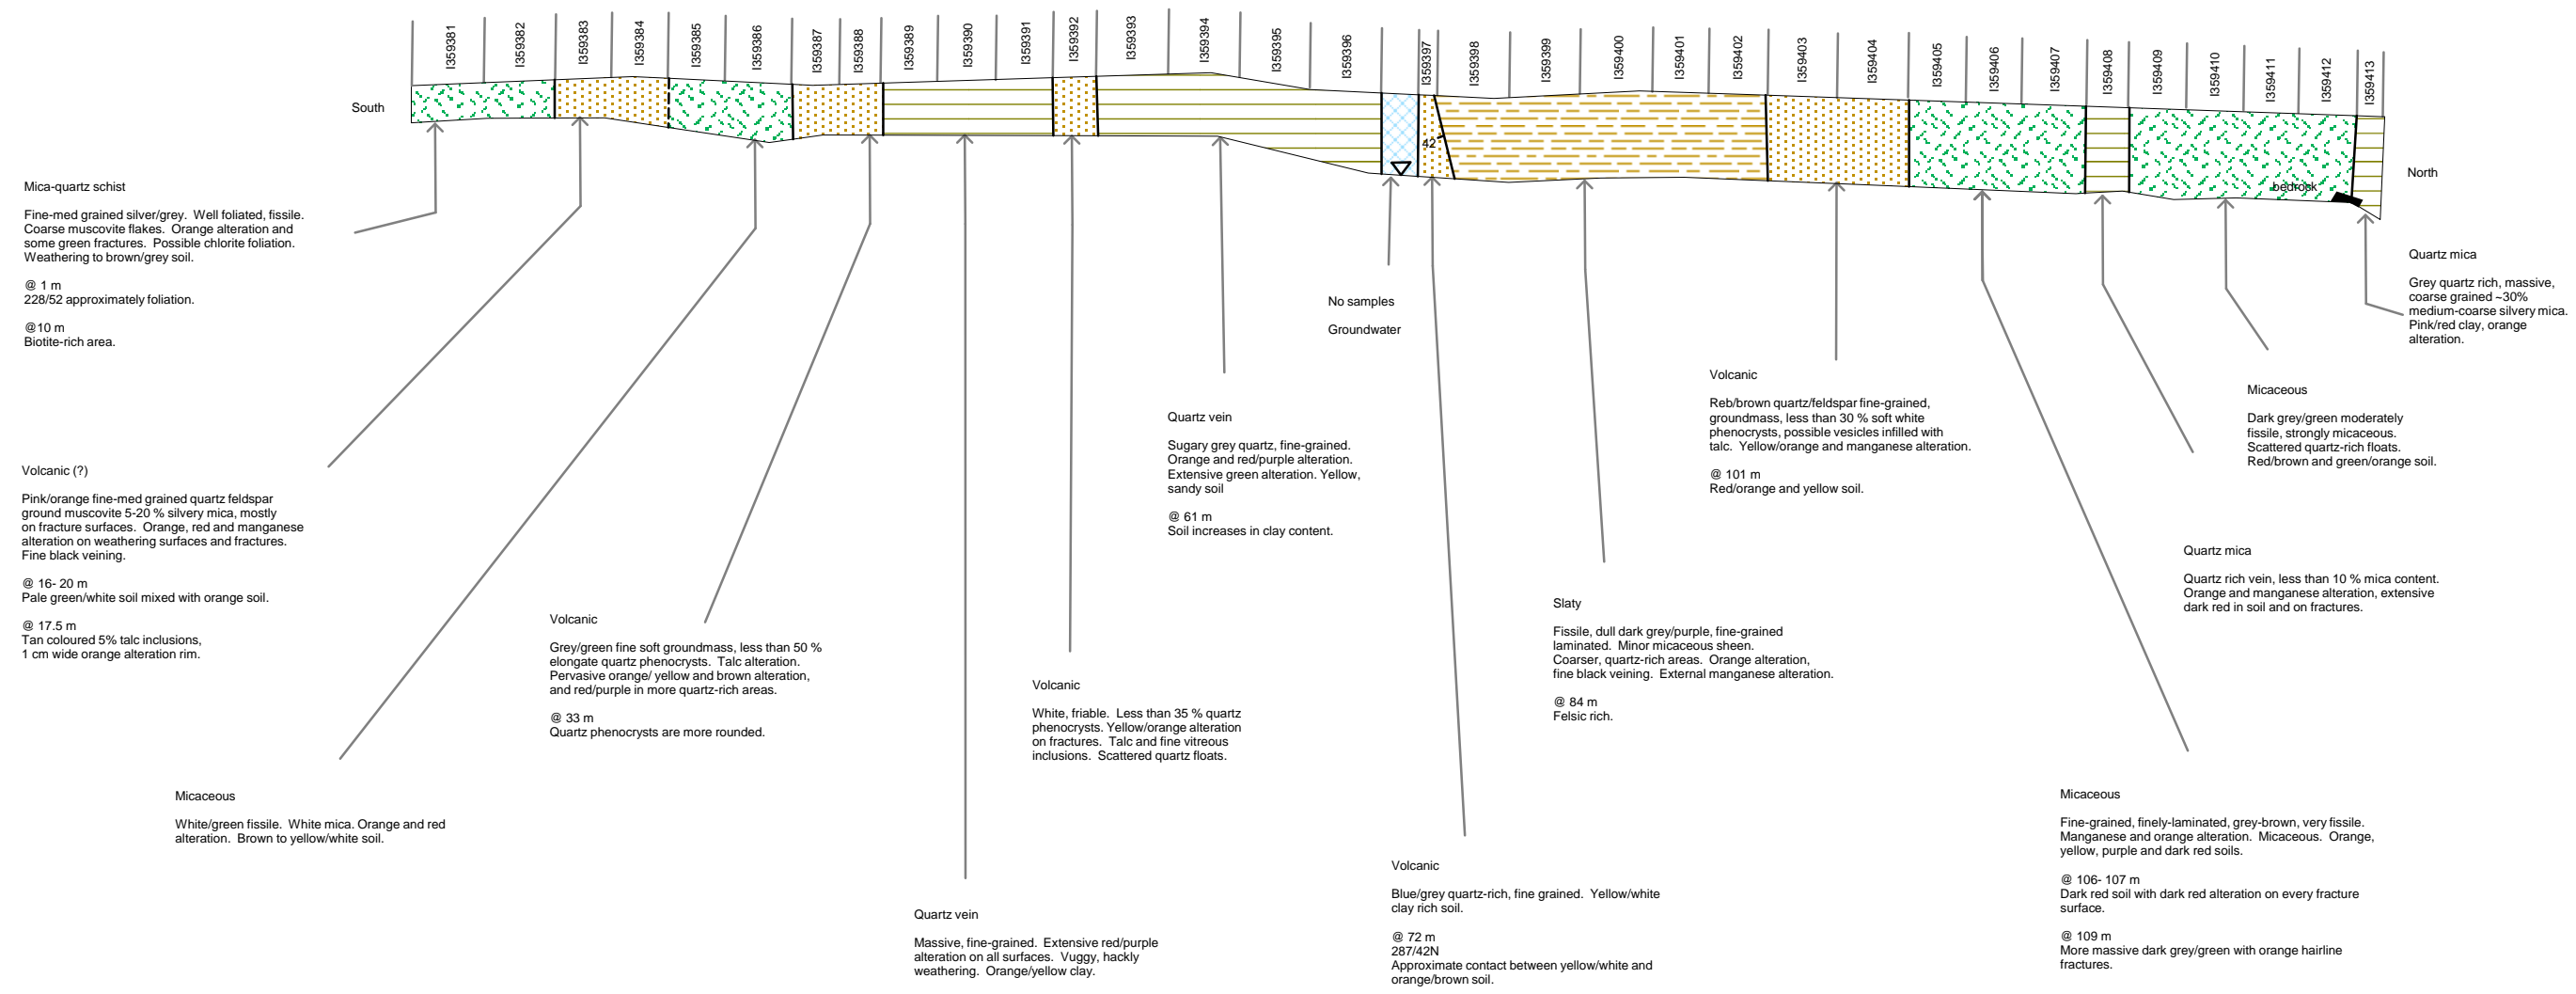 I359381
I359382
I359383
I359384
I359385
I359386
I359387
I359388
I359389
I359390
I359391
I359392
I359393
I359394
I359395
I359396
I359397
I359398
I359399
I359400
I359401
I359402
I359403
I359404
I359405
I359406
I359407
I359408
I359409
I359410
I359411
I359412
I359413
South
42
bedrock
North
Mica-quartz schist
Fine-med grained silver/grey. Well foliated, fissile.
Coarse muscovite flakes. Orange alteration and
some green fractures. Possible chlorite foliation.
Weathering to brown/grey soil.
@ 1 m
228/52 approximately foliation.
@10 m
Biotite-rich area.
Volcanic (?)
Pink/orange fine-med grained quartz feldspar
ground muscovite 5-20 % silvery mica, mostly
on fracture surfaces. Orange, red and manganese
alteration on weathering surfaces and fractures.
Fine black veining.
@ 16- 20 m
Pale green/white soil mixed with orange soil.
@ 17.5 m
Tan coloured 5% talc inclusions,
1 cm wide orange alteration rim.
Micaceous
White/green fissile. White mica. Orange and red
alteration. Brown to yellow/white soil.
Volcanic
Grey/green fine soft groundmass, less than 50 %
elongate quartz phenocrysts. Talc alteration.
Pervasive orange/ yellow and brown alteration,
and red/purple in more quartz-rich areas.
@ 33 m
Quartz phenocrysts are more rounded.
Quartz vein
Massive, fine-grained. Extensive red/purple
alteration on all surfaces. Vuggy, hackly
weathering. Orange/yellow clay.
Volcanic
White, friable. Less than 35 % quartz
phenocrysts. Yellow/orange alteration
on fractures. Talc and fine vitreous
inclusions. Scattered quartz floats.
Quartz vein
Sugary grey quartz, fine-grained.
Orange and red/purple alteration.
Extensive green alteration. Yellow,
sandy soil
@ 61 m
Soil increases in clay content.
No samples
Groundwater
Volcanic
Blue/grey quartz-rich, fine grained. Yellow/white
clay rich soil.
@ 72 m
287/42N
Approximate contact between yellow/white and
orange/brown soil.
Slaty
Fissile, dull dark grey/purple, fine-grained
laminated. Minor micaceous sheen.
Coarser, quartz-rich areas. Orange alteration,
fine black veining. External manganese alteration.
@ 84 m
Felsic rich.
Volcanic
Reb/brown quartz/feldspar fine-grained,
groundmass, less than 30 % soft white
phenocrysts, possible vesicles infilled with
talc. Yellow/orange and manganese alteration.
@ 101 m
Red/orange and yellow soil.
Micaceous
Fine-grained, finely-laminated, grey-brown, very fissile.
Manganese and orange alteration. Micaceous. Orange,
yellow, purple and dark red soils.
@ 106- 107 m
Dark red soil with dark red alteration on every fracture
surface.
@ 109 m
More massive dark grey/green with orange hairline
fractures.
Quartz mica
Quartz rich vein, less than 10 % mica content.
Orange and manganese alteration, extensive
dark red in soil and on fractures.
Micaceous
Dark grey/green moderately
fissile, strongly micaceous.
Scattered quartz-rich floats.
Red/brown and green/orange soil.
Quartz mica
Grey quartz rich, massive,
coarse grained ~30%
medium-coarse silvery mica.
Pink/red clay, orange
alteration.